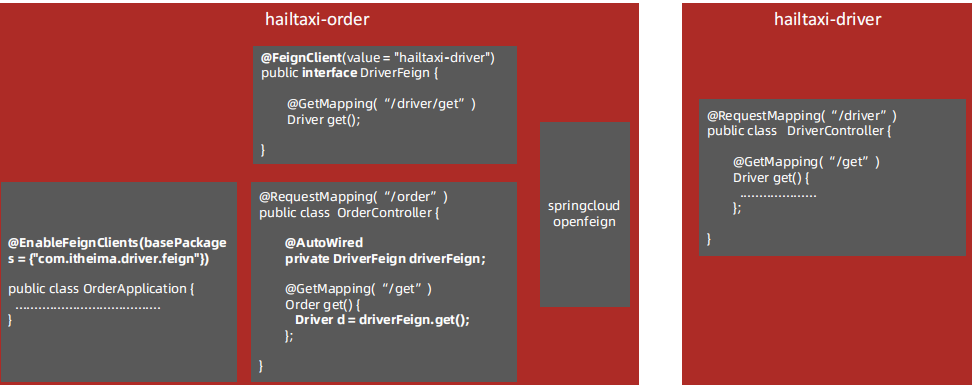 hailtaxi-order
@FeignClient(value = "hailtaxi-driver")
public interface DriverFeign {
@GetMapping( “/driver/get” )
Driver get();
}
@EnableFeignClients(basePackage
s = {"com.itheima.driver.feign"})
public class OrderApplication {
......................................
}
@RequestMapping( “/order” )
public class OrderController {
@AutoWired
private DriverFeign driverFeign;
@GetMapping( “/get” )
Order get() {
Driver d = driverFeign.get();
};
}
springcloud
openfeign
hailtaxi-driver
@RequestMapping( “/driver” )
public class DriverController {
@GetMapping( “/get” )
Driver get() {
....................
};
}